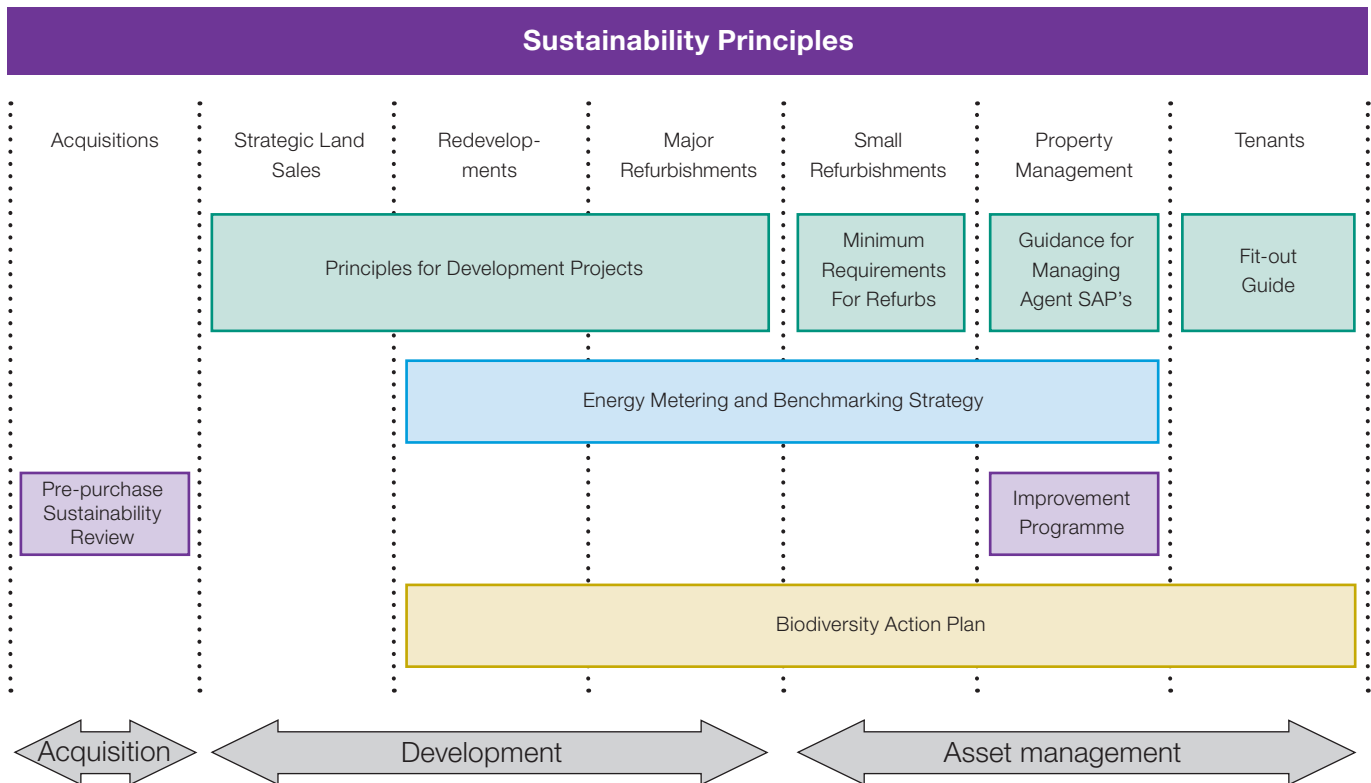 Sustainability Principles
Acquisitions
Strategic Land
Sales
Redevelop-
ments
Major
Refurbishments
Small
Refurbishments
Property
Management
Tenants
Principles for Development Projects
Minimum
Requirements
For Refurbs
Guidance for
Managing
Agent SAP's
Fit-out
Guide
Energy Metering and Benchmarking Strategy
Pre-purchase
Sustainability
Review
Improvement
Programme
Biodiversity Action Plan
Acquisition
Development
Asset management